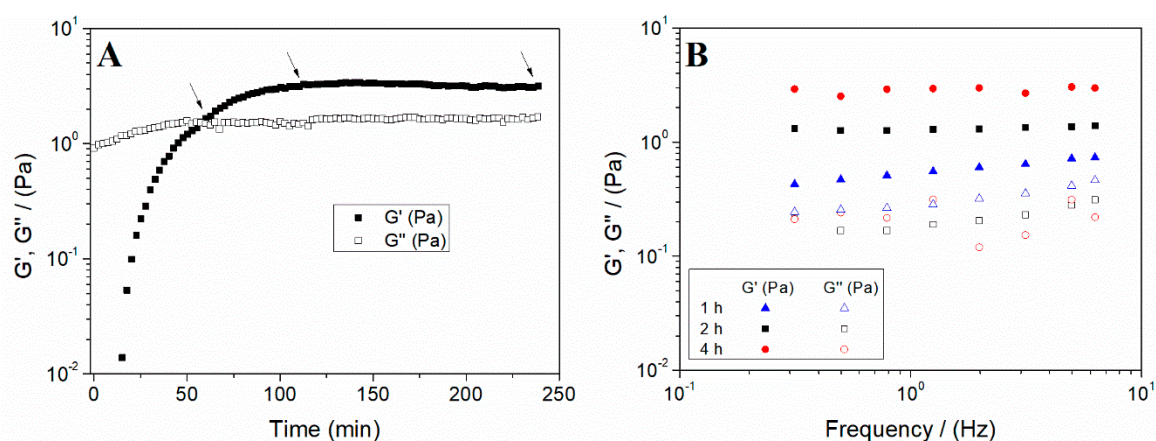 A
G', G'' / (Pa)
10¹
10⁰
10⁻¹
10⁻²
G' (Pa)
G'' (Pa)
0 50 100 150 200 250
Time (min)
B
G', G'' / (Pa)
10¹
10⁰
10⁻¹
10⁻²
G' (Pa) G'' (Pa)
1 h
2 h
4 h
10⁻¹ 10⁰ 10¹
Frequency / (Hz)